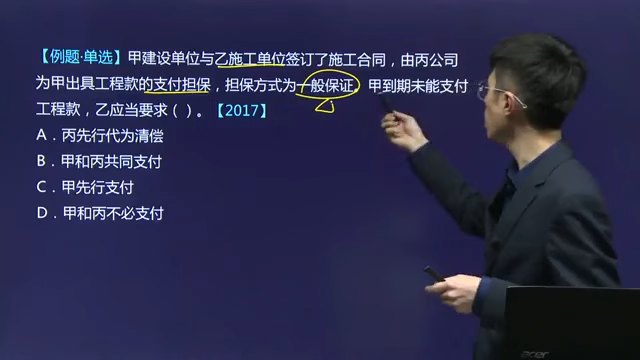 【例题·单选】甲建设单位与乙施工单位签订了施工合同，由丙公司
为甲出具工程款的支付担保，担保方式为一般保证。甲到期未能支付
工程款，乙应当要求（ ）。【2017】
A．丙先行代为清偿
B．甲和丙共同支付
C．甲先行支付
D．甲和丙不必支付
acer